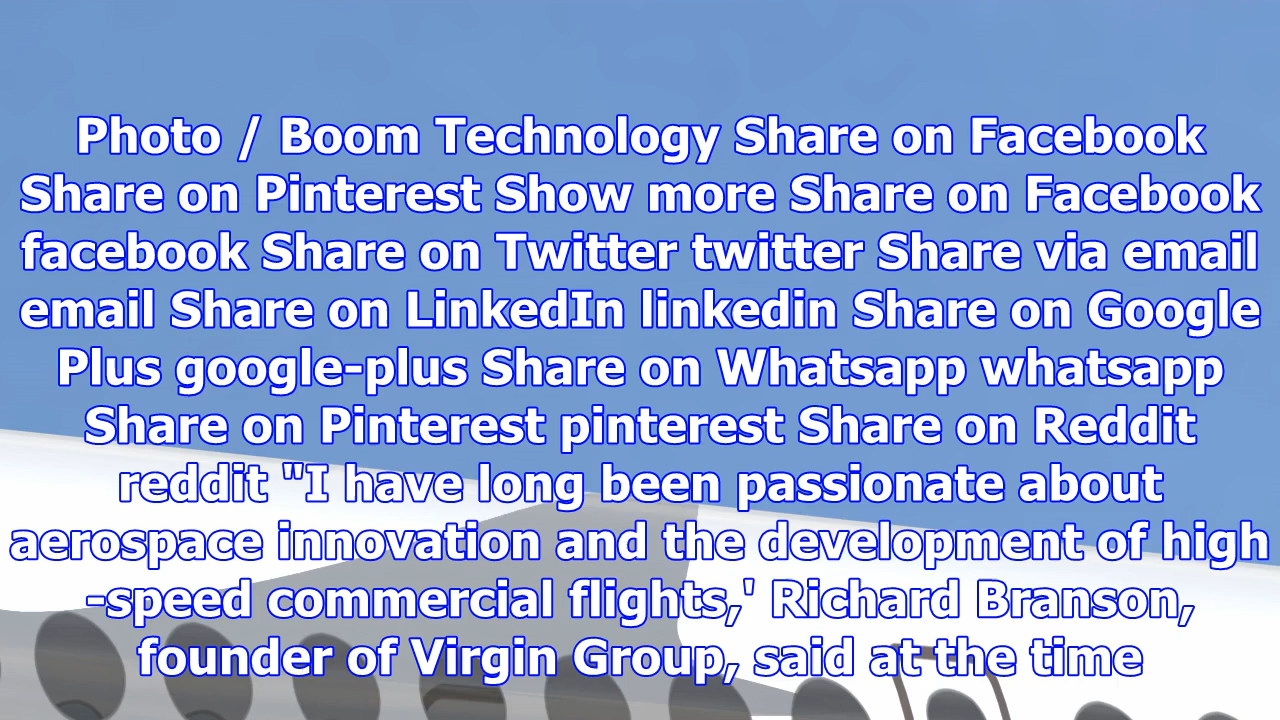 Photo / Boom Technology Share on Facebook
Share on Pinterest Show more Share on Facebook
facebook Share on Twitter twitter Share via email
email Share on LinkedIn linkedin Share on Google
Plus google-plus Share on Whatsapp whatsapp
Share on Pinterest pinterest Share on Reddit
reddit "I have long been passionate about
aerospace innovation and the development of high
-speed commercial flights,' Richard Branson,
founder of Virgin Group, said at the time